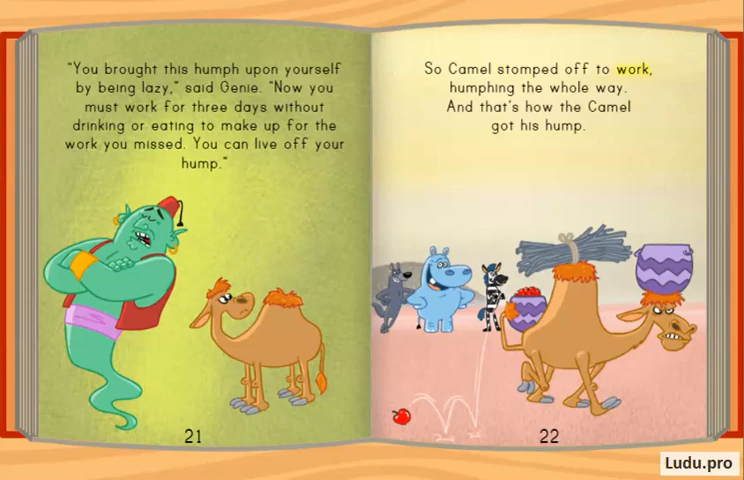 "You brought this humph upon yourself
by being lazy," said Genie. "Now you
must work for three days without
drinking or eating to make up for the
work you missed. You can live off your
hump."
21
So Camel stomped off to work,
humphing the whole way.
And that's how the Camel
got his hump.
22
Ludu.pro